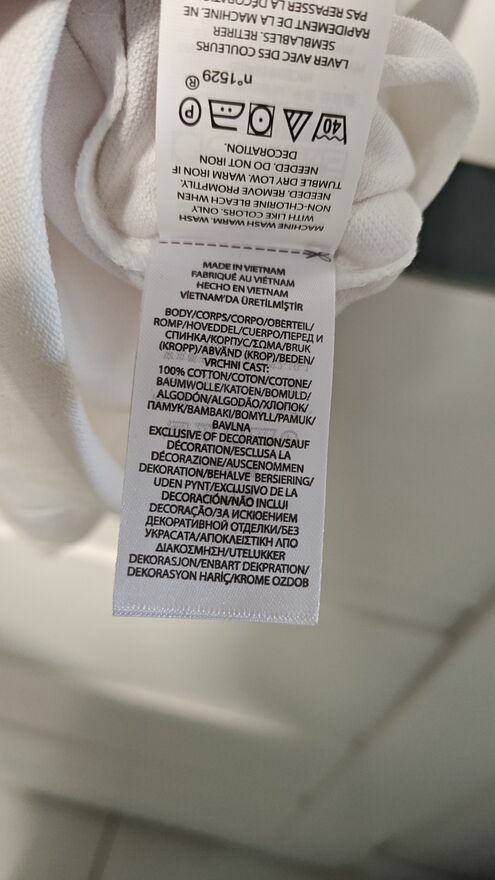 MACHINE WASH WARM. WASH
WITH LIKE COLORS. ONLY
NON-CHLORINE BLEACH WHEN
NEEDED. REMOVE PROMPTLY.
TUMBLE DRY LOW. WARM IRON IF
NEEDED. DO NOT IRON
DECORATION.
40 P
n°1529 ®
LAVER AVEC DES COULEURS
SEMBLABLES. RETIRER
RAPIDEMENT DE LA MACHINE. NE
PAS REPASSER LA
MADE IN VIETNAM
FABRIQUÉ AU VIÉTNAM
HECHO EN VIETNAM
VİETNAM'DA ÜRETİLMİŞTİR
BODY/CORPS/CORPO/OBERTEIL/
ROMP/HOVEDDEL/CUERPO/ПЕРЕД И
СПИНКА/КОРПУС/ΣΩΜΑ/BRUK
(KROPP)/ABVÄND (KROP)/BEDEN/
VRCHNI CAST:
100% COTTON/COTON/COTONE/
BAUMWOLLE/KATOEN/BOMULD/
ALGODÓN/ALGODÃO/ХЛОПОК/
ПАМУК/BAMBAKI/BOMYLL/PAMUK/
BAVLNA
EXCLUSIVE OF DECORATION/SAUF
DÉCORATION/ESCLUSA LA
DÉCORAZIONE/AUSCENOMMEN
DEKORATION/BEHALVE BERSIERING/
UDEN PYNT/EXCLUSIVO DE LA
DECORACIÓN/NÃO INCLUI
DECORAÇÃO/ЗА ИСКЮЕНИЕМ
ДЕКОРАТИВНОЙ ОТДЕЛКИ/БЕЗ
УКРАСАТА/ΑΠΟΚΛΕΙΣΤΙΚΗ ΛΠΟ
ΔΙΑΚΟΣΜΗΣΗ/UTELUKKER
DEKORASJON/ENBART DEKPRATION/
DEKORASYON HARİÇ/KROME OZDOB